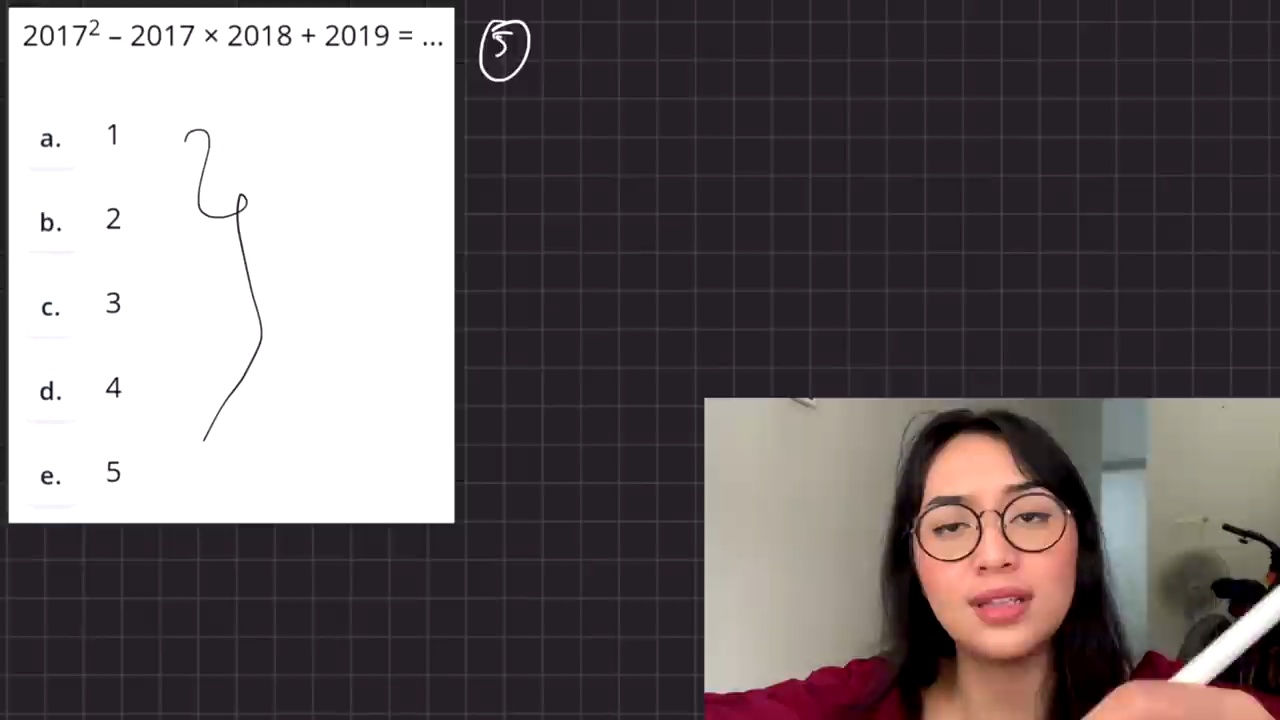 2017² – 2017 × 2018 + 2019 = ...
5
a. 1
b. 2
c. 3
d. 4
e. 5